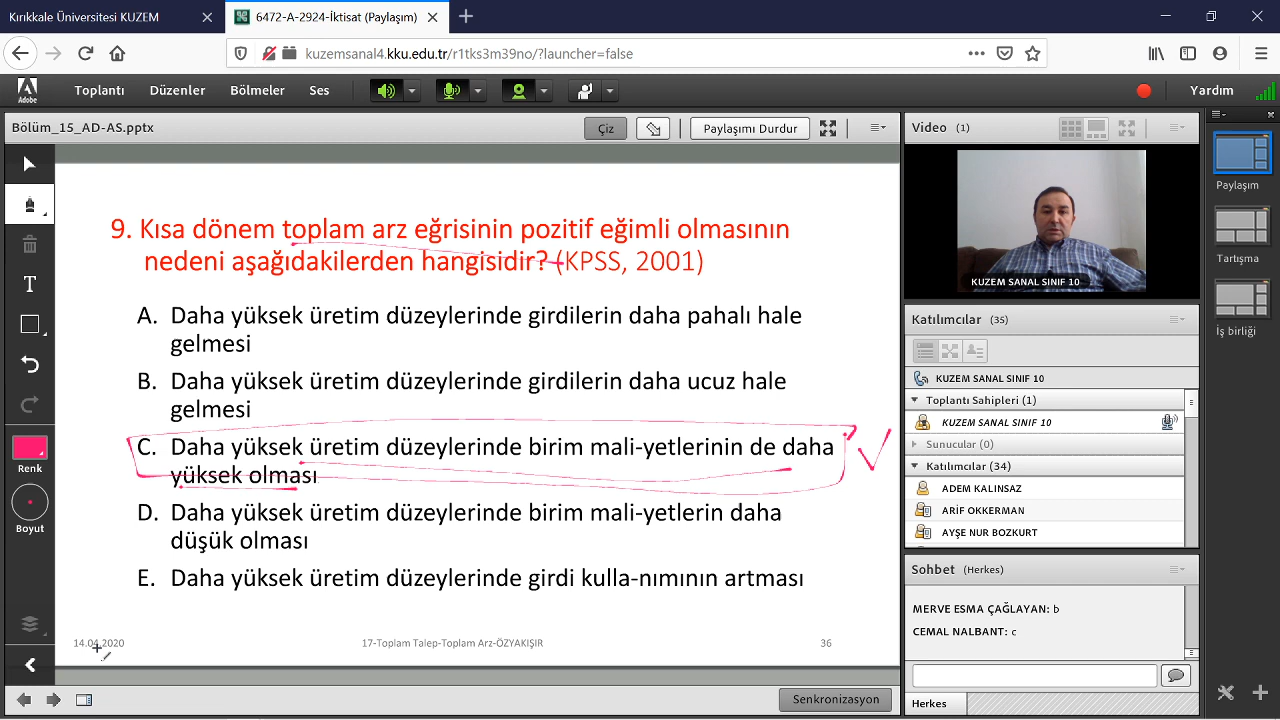 Kırıkkale Üniversitesi KUZEM
6472-A-2924-İktisat (Paylaşım)
kuzemsanal4.kku.edu.tr/r1tks3m39no/?launcher=false
Adobe
Toplantı
Düzenler
Bölmeler
Ses
Yardım
Bölüm_15_AD-AS.pptx
Çiz
Paylaşımı Durdur
Renk
Boyut
9. Kısa dönem toplam arz eğrisinin pozitif eğimli olmasının
nedeni aşağıdakilerden hangisidir? (KPSS, 2001)
A. Daha yüksek üretim düzeylerinde girdilerin daha pahalı hale
gelmesi
B. Daha yüksek üretim düzeylerinde girdilerin daha ucuz hale
gelmesi
C. Daha yüksek üretim düzeylerinde birim mali-yetlerinin de daha
yüksek olması
D. Daha yüksek üretim düzeylerinde birim mali-yetlerin daha
düşük olması
E. Daha yüksek üretim düzeylerinde girdi kulla-nımının artması
14.04.2020
17-Toplam Talep-Toplam Arz-ÖZYAKIŞIR
36
Senkronizasyon
Video (1)
KUZEM SANAL SINIF 10
Katılımcılar (35)
KUZEM SANAL SINIF 10
Toplantı Sahipleri (1)
KUZEM SANAL SINIF 10
Sunucular (0)
Katılımcılar (34)
ADEM KALINSAZ
ARİF OKKERMAN
AYŞE NUR BOZKURT
Sohbet (Herkes)
MERVE ESMA ÇAĞLAYAN: b
CEMAL NALBANT: c
Herkes
Paylaşım
Tartışma
İş birliği